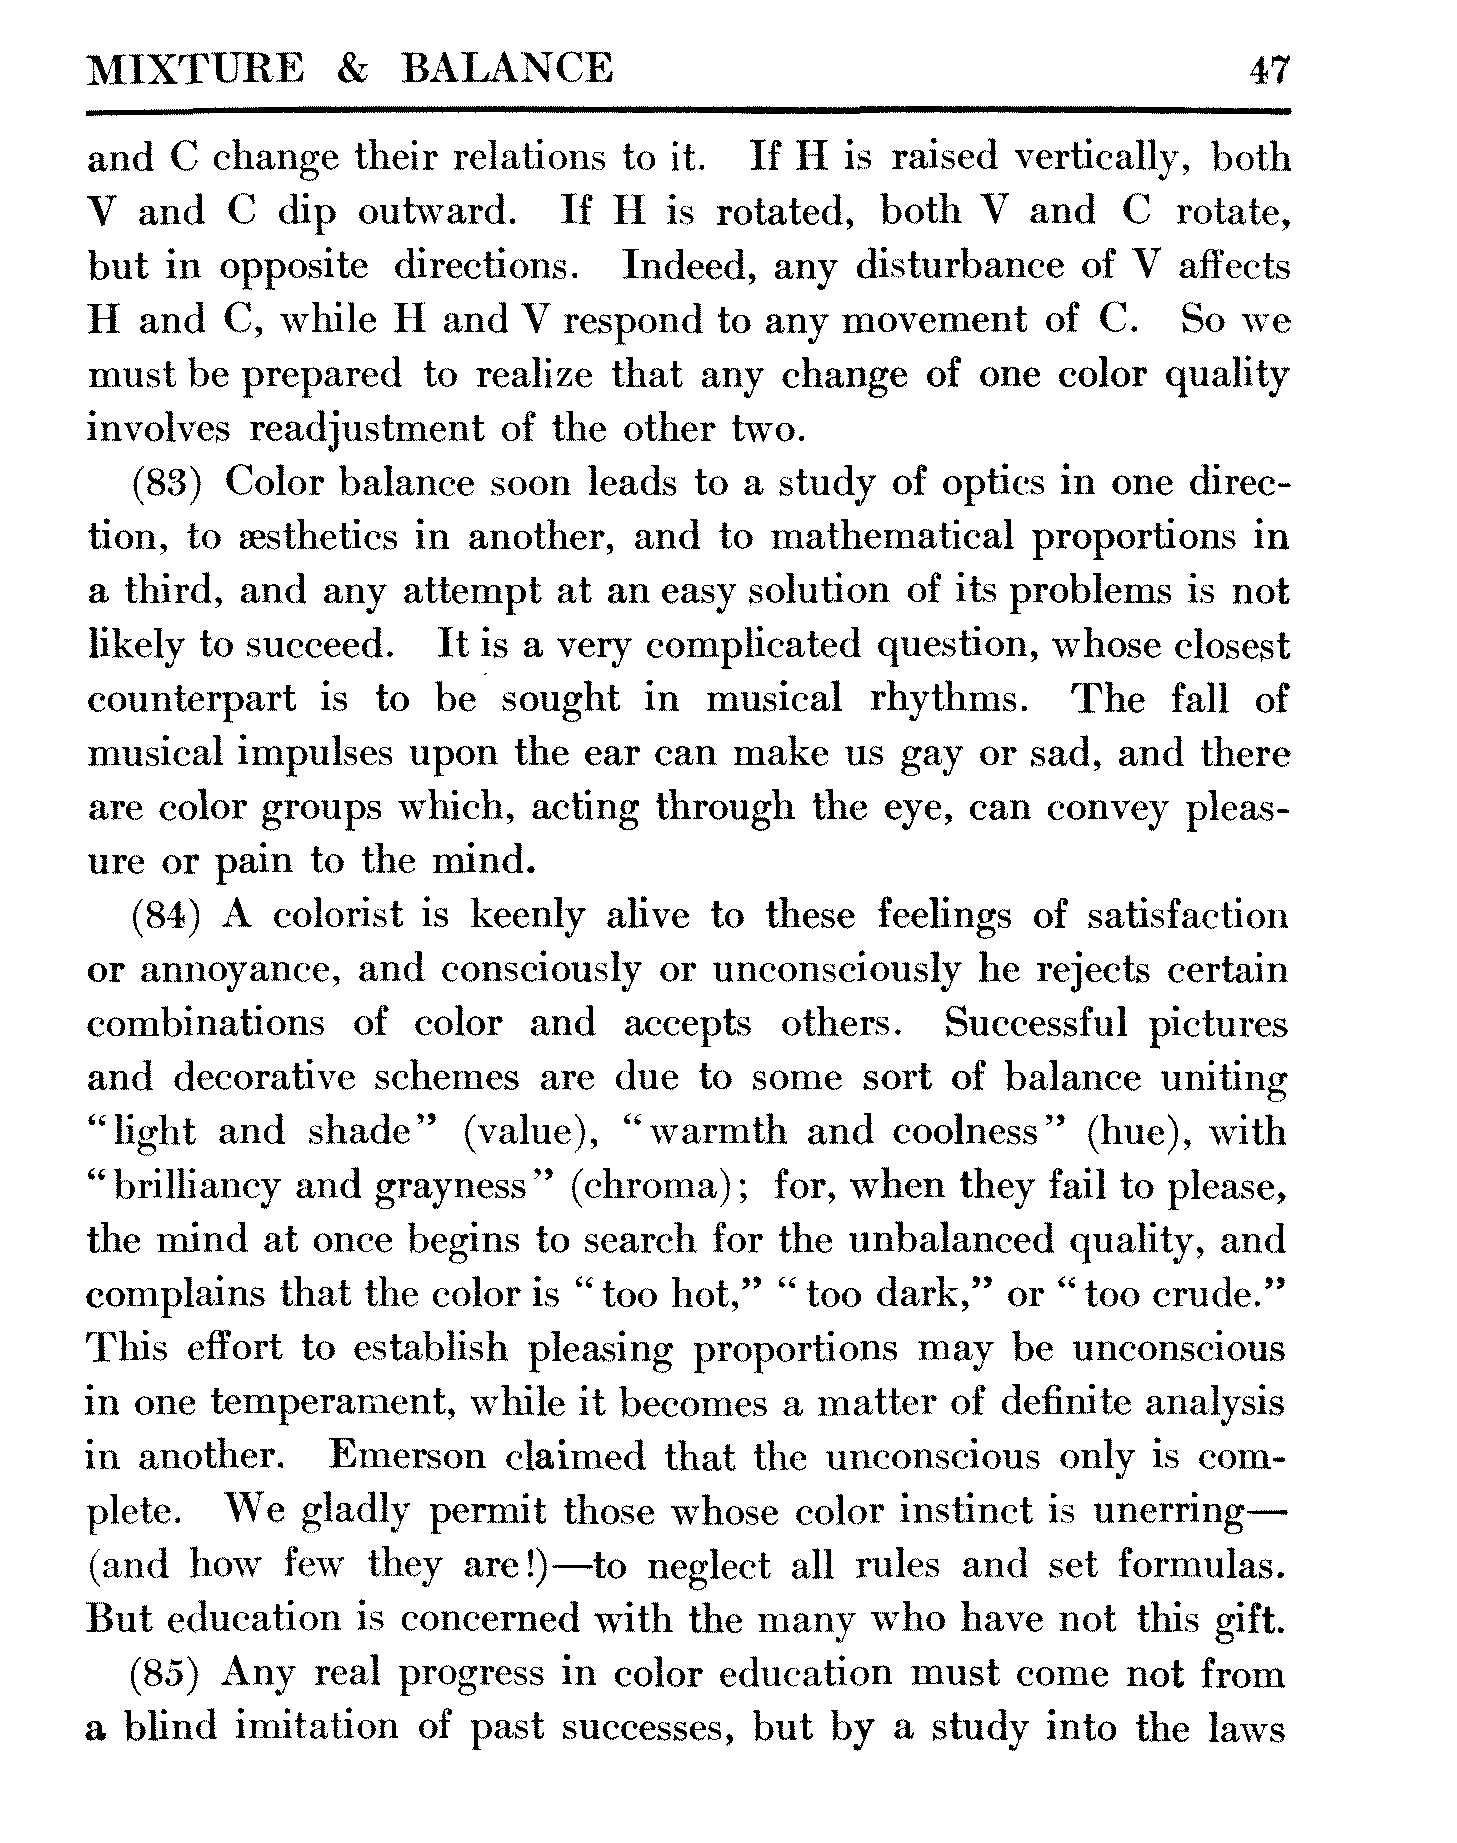 MIXTURE & BALANCE 47
and C change their relations to it. If H is raised vertically, both
V and C dip outward. If H is rotated, both V and C rotate,
but in opposite directions. Indeed, any disturbance of V affects
H and C, while H and V respond to any movement of C. So we
must be prepared to realize that any change of one color quality
involves readjustment of the other two.
(83) Color balance soon leads to a study of optics in one direc-
tion, to æsthetics in another, and to mathematical proportions in
a third, and any attempt at an easy solution of its problems is not
likely to succeed. It is a very complicated question, whose closest
counterpart is to be sought in musical rhythms. The fall of
musical impulses upon the ear can make us gay or sad, and there
are color groups which, acting through the eye, can convey pleas-
ure or pain to the mind.
(84) A colorist is keenly alive to these feelings of satisfaction
or annoyance, and consciously or unconsciously he rejects certain
combinations of color and accepts others. Successful pictures
and decorative schemes are due to some sort of balance uniting
“light and shade” (value), “warmth and coolness” (hue), with
“brilliancy and grayness” (chroma); for, when they fail to please,
the mind at once begins to search for the unbalanced quality, and
complains that the color is “too hot,” “too dark,” or “too crude.”
This effort to establish pleasing proportions may be unconscious
in one temperament, while it becomes a matter of definite analysis
in another. Emerson claimed that the unconscious only is com-
plete. We gladly permit those whose color instinct is unerring—
(and how few they are!)—to neglect all rules and set formulas.
But education is concerned with the many who have not this gift.
(85) Any real progress in color education must come not from
a blind imitation of past successes, but by a study into the laws